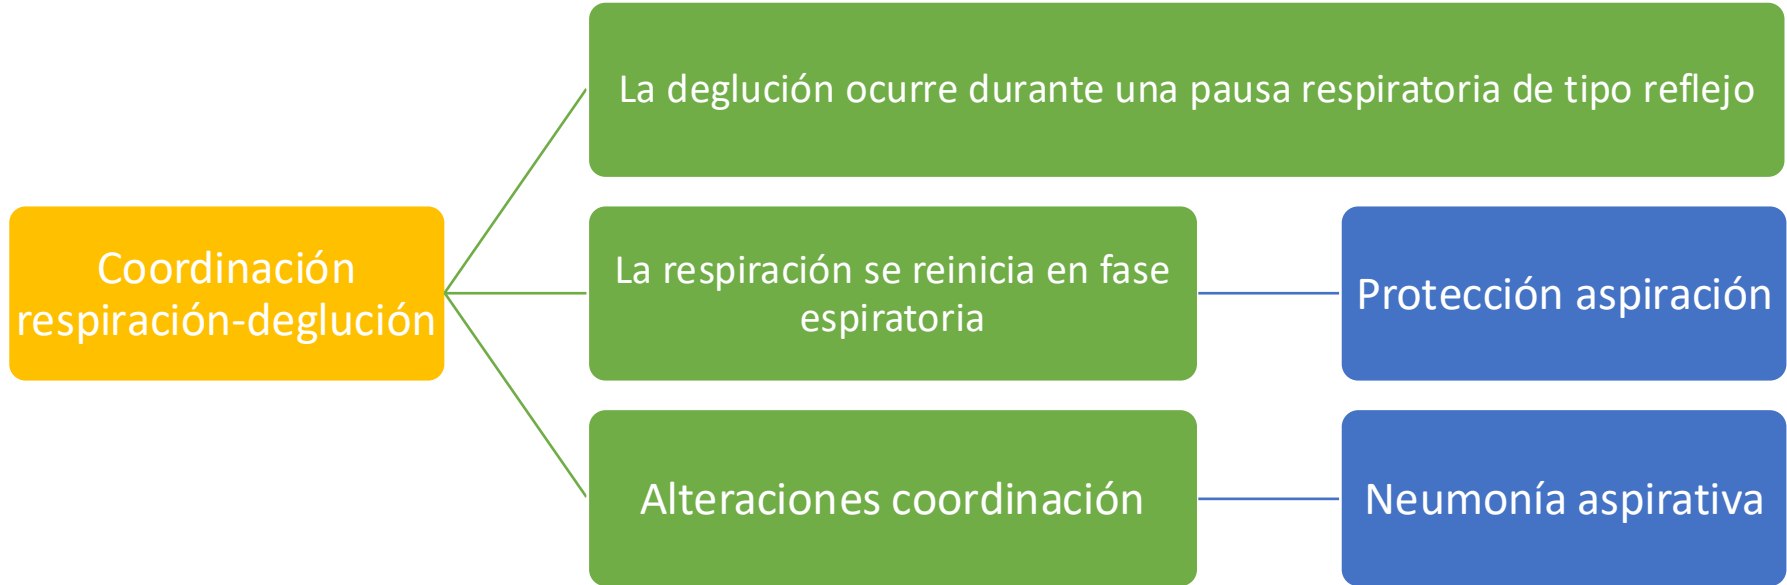 La deglución ocurre durante una pausa respiratoria de tipo reflejo
Coordinación
respiración-deglución
La respiración se reinicia en fase
espiratoria
Protección aspiración
Alteraciones coordinación
Neumonía aspirativa